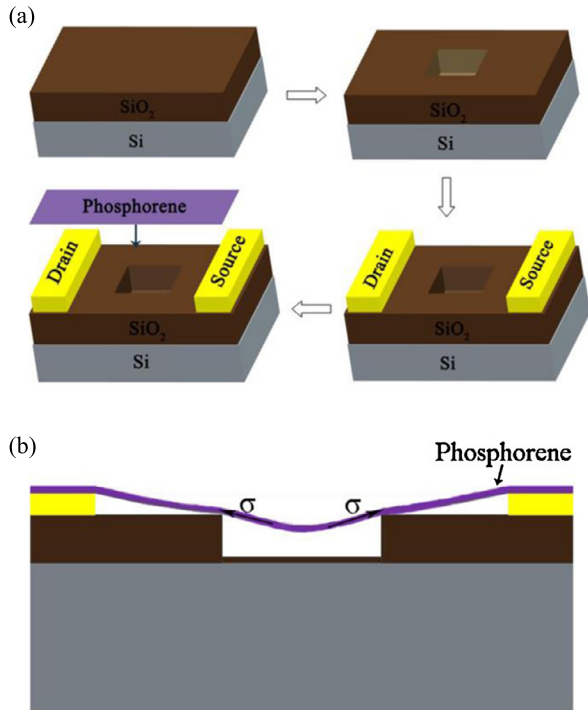 (a)
SiO₂
Si
SiO₂
Si
Phosphorene
Drain
Source
SiO₂
Si
Drain
Source
SiO₂
Si
(b)
Phosphorene
σ
σ